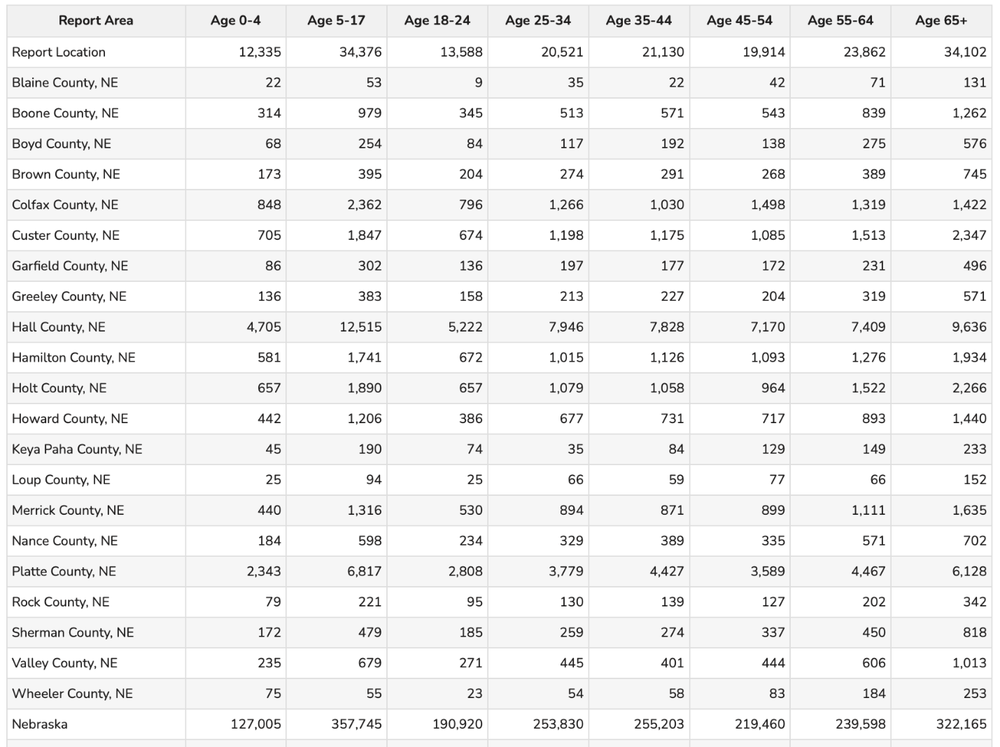 Report Area Age 0-4 Age 5-17 Age 18-24 Age 25-34 Age 35-44 Age 45-54 Age 55-64 Age 65+
Report Location 12,335 34,376 13,588 20,521 21,130 19,914 23,862 34,102
Blaine County, NE 22 53 9 35 22 42 71 131
Boone County, NE 314 979 345 513 571 543 839 1,262
Boyd County, NE 68 254 84 117 192 138 275 576
Brown County, NE 173 395 204 274 291 268 389 745
Colfax County, NE 848 2,362 796 1,266 1,030 1,498 1,319 1,422
Custer County, NE 705 1,847 674 1,198 1,175 1,085 1,513 2,347
Garfield County, NE 86 302 136 197 177 172 231 496
Greeley County, NE 136 383 158 213 227 204 319 571
Hall County, NE 4,705 12,515 5,222 7,946 7,828 7,170 7,409 9,636
Hamilton County, NE 581 1,741 672 1,015 1,126 1,093 1,276 1,934
Holt County, NE 657 1,890 657 1,079 1,058 964 1,522 2,266
Howard County, NE 442 1,206 386 677 731 717 893 1,440
Keya Paha County, NE 45 190 74 35 84 129 149 233
Loup County, NE 25 94 25 66 59 77 66 152
Merrick County, NE 440 1,316 530 894 871 899 1,111 1,635
Nance County, NE 184 598 234 329 389 335 571 702
Platte County, NE 2,343 6,817 2,808 3,779 4,427 3,589 4,467 6,128
Rock County, NE 79 221 95 130 139 127 202 342
Sherman County, NE 172 479 185 259 274 337 450 818
Valley County, NE 235 679 271 445 401 444 606 1,013
Wheeler County, NE 75 55 23 54 58 83 184 253
Nebraska 127,005 357,745 190,920 253,830 255,203 219,460 239,598 322,165